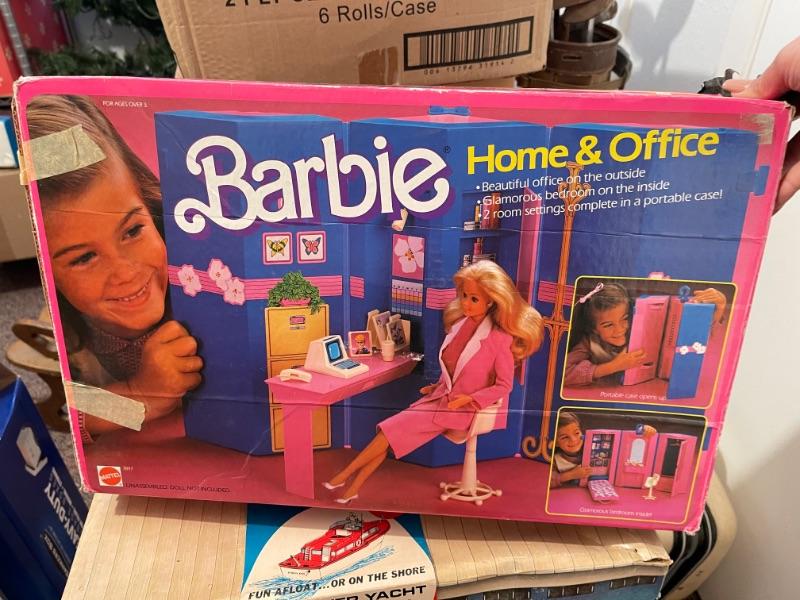 6 Rolls/Case
FOR AGES OVER 3
Barbie®
Home & Office
• Beautiful office on the outside
• Glamorous bedroom on the inside
• 2 room settings complete in a portable case!
Portable case opens up
Glamorous bedroom inside!
MATTEL
UNASSEMBLED. DOLL NOT INCLUDED.
FUN AFLOAT...OR ON THE SHORE
YACHT